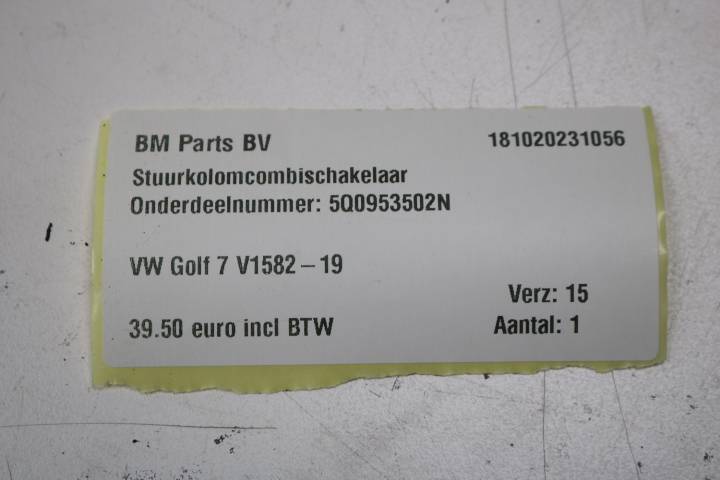 BM Parts BV 181020231056
Stuurkolomcombischakelaar
Onderdeelnummer: 5Q0953502N
VW Golf 7 V1582 – 19
Verz: 15
39.50 euro incl BTW Aantal: 1